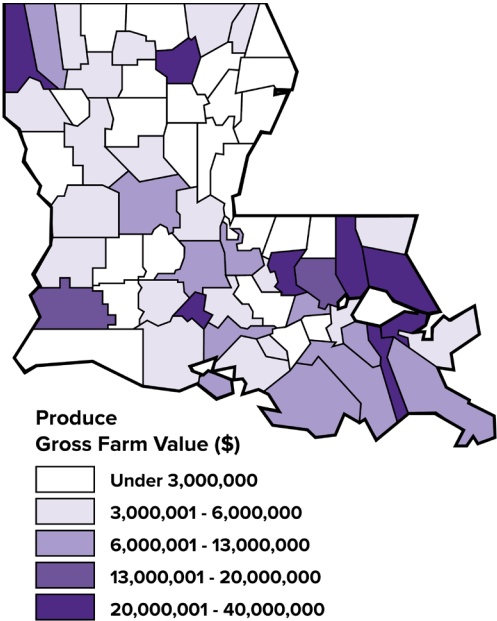 Produce
Gross Farm Value ($)
Under 3,000,000
3,000,001 - 6,000,000
6,000,001 - 13,000,000
13,000,001 - 20,000,000
20,000,001 - 40,000,000